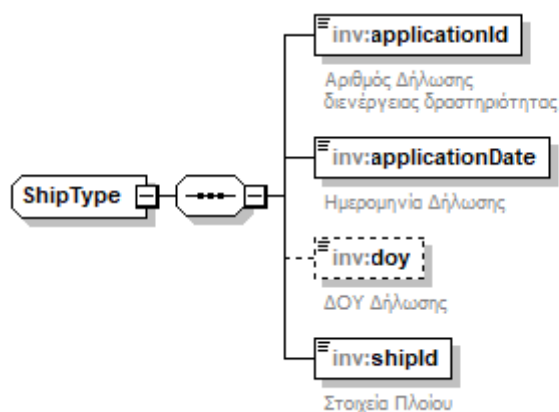 inv:applicationId
Αριθμός Δήλωσης
διενέργειας δραστηριότητας
inv:applicationDate
Ημερομηνία Δήλωσης
ShipType
inv:doy
ΔΟΥ Δήλωσης
inv:shipId
Στοιχεία Πλοίου